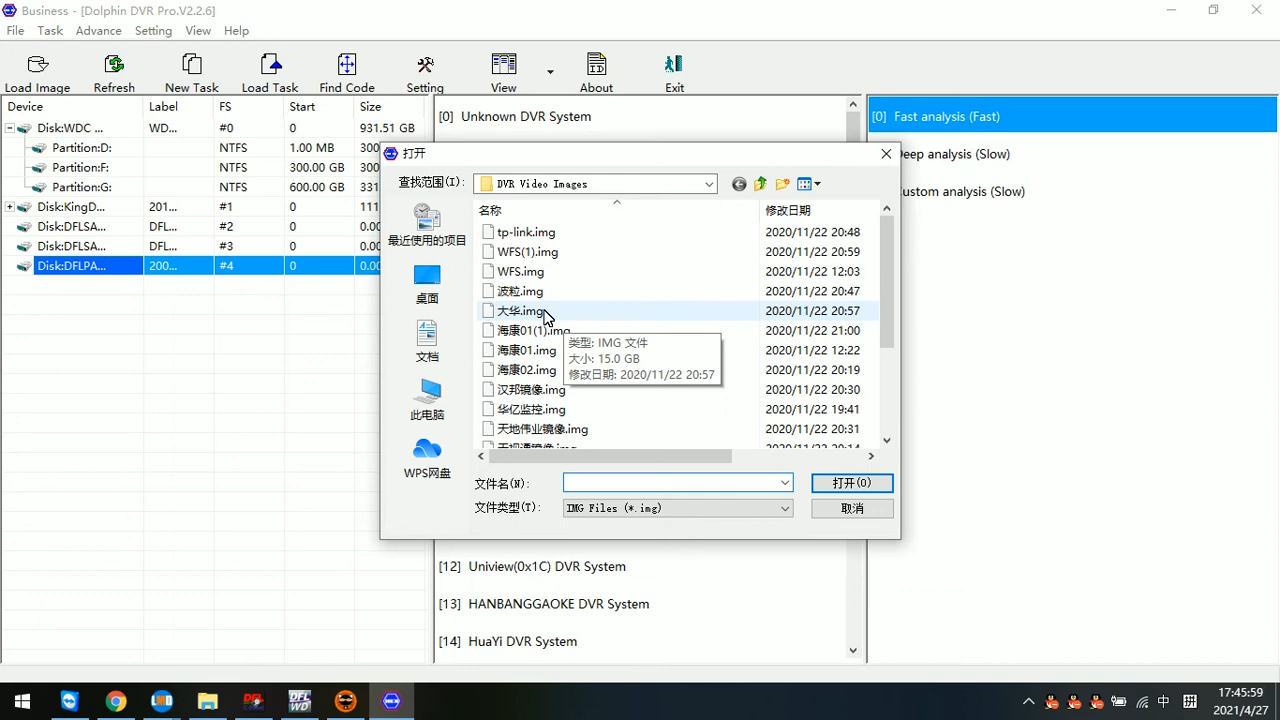 Business - [Dolphin DVR Pro.V2.2.6]
File Task Advance Setting View Help
Load Image Refresh New Task Load Task Find Code Setting View About Exit
Device Label FS Start Size
Disk:WDC ... WD... #0 0 931.51 GB
Partition:D: NTFS 1.00 MB 300...
Partition:F: NTFS 300.00 GB 300...
Partition:G: NTFS 600.00 GB 331...
Disk:KingD... 201... #1 0 111...
Disk:DFLSA... DFL... #2 0 0.00...
Disk:DFLSA... DFL... #3 0 0.00...
Disk:DFLPA... 200... #4 0 0.00
[0] Unknown DVR System
[12] Uniview(0x1C) DVR System
[13] HANBANGGAOKE DVR System
[14] HuaYi DVR System
[0] Fast analysis (Fast)
Deep analysis (Slow)
Custom analysis (Slow)
打开
查找范围(I): DVR Video Images
最近使用的项目
桌面
文档
此电脑
WPS网盘
名称 修改日期
tp-link.img 2020/11/22 20:48
WFS(1).img 2020/11/22 20:59
WFS.img 2020/11/22 12:03
波粒.img 2020/11/22 20:47
大华.img 2020/11/22 20:57
海康01(1).img 2020/11/22 21:00
海康01.img 2020/11/22 12:22
海康02.img 2020/11/22 20:19
汉邦镜像.img 2020/11/22 20:30
华亿监控.img 2020/11/22 19:41
天地伟业镜像.img 2020/11/22 20:31
天视通镜像.img 2020/11/22 20:14
类型: IMG 文件
大小: 15.0 GB
修改日期: 2020/11/22 20:57
文件名(N): 打开(O)
文件类型(T): IMG Files (*.img) 取消
中 拼
17:45:59
2021/4/27